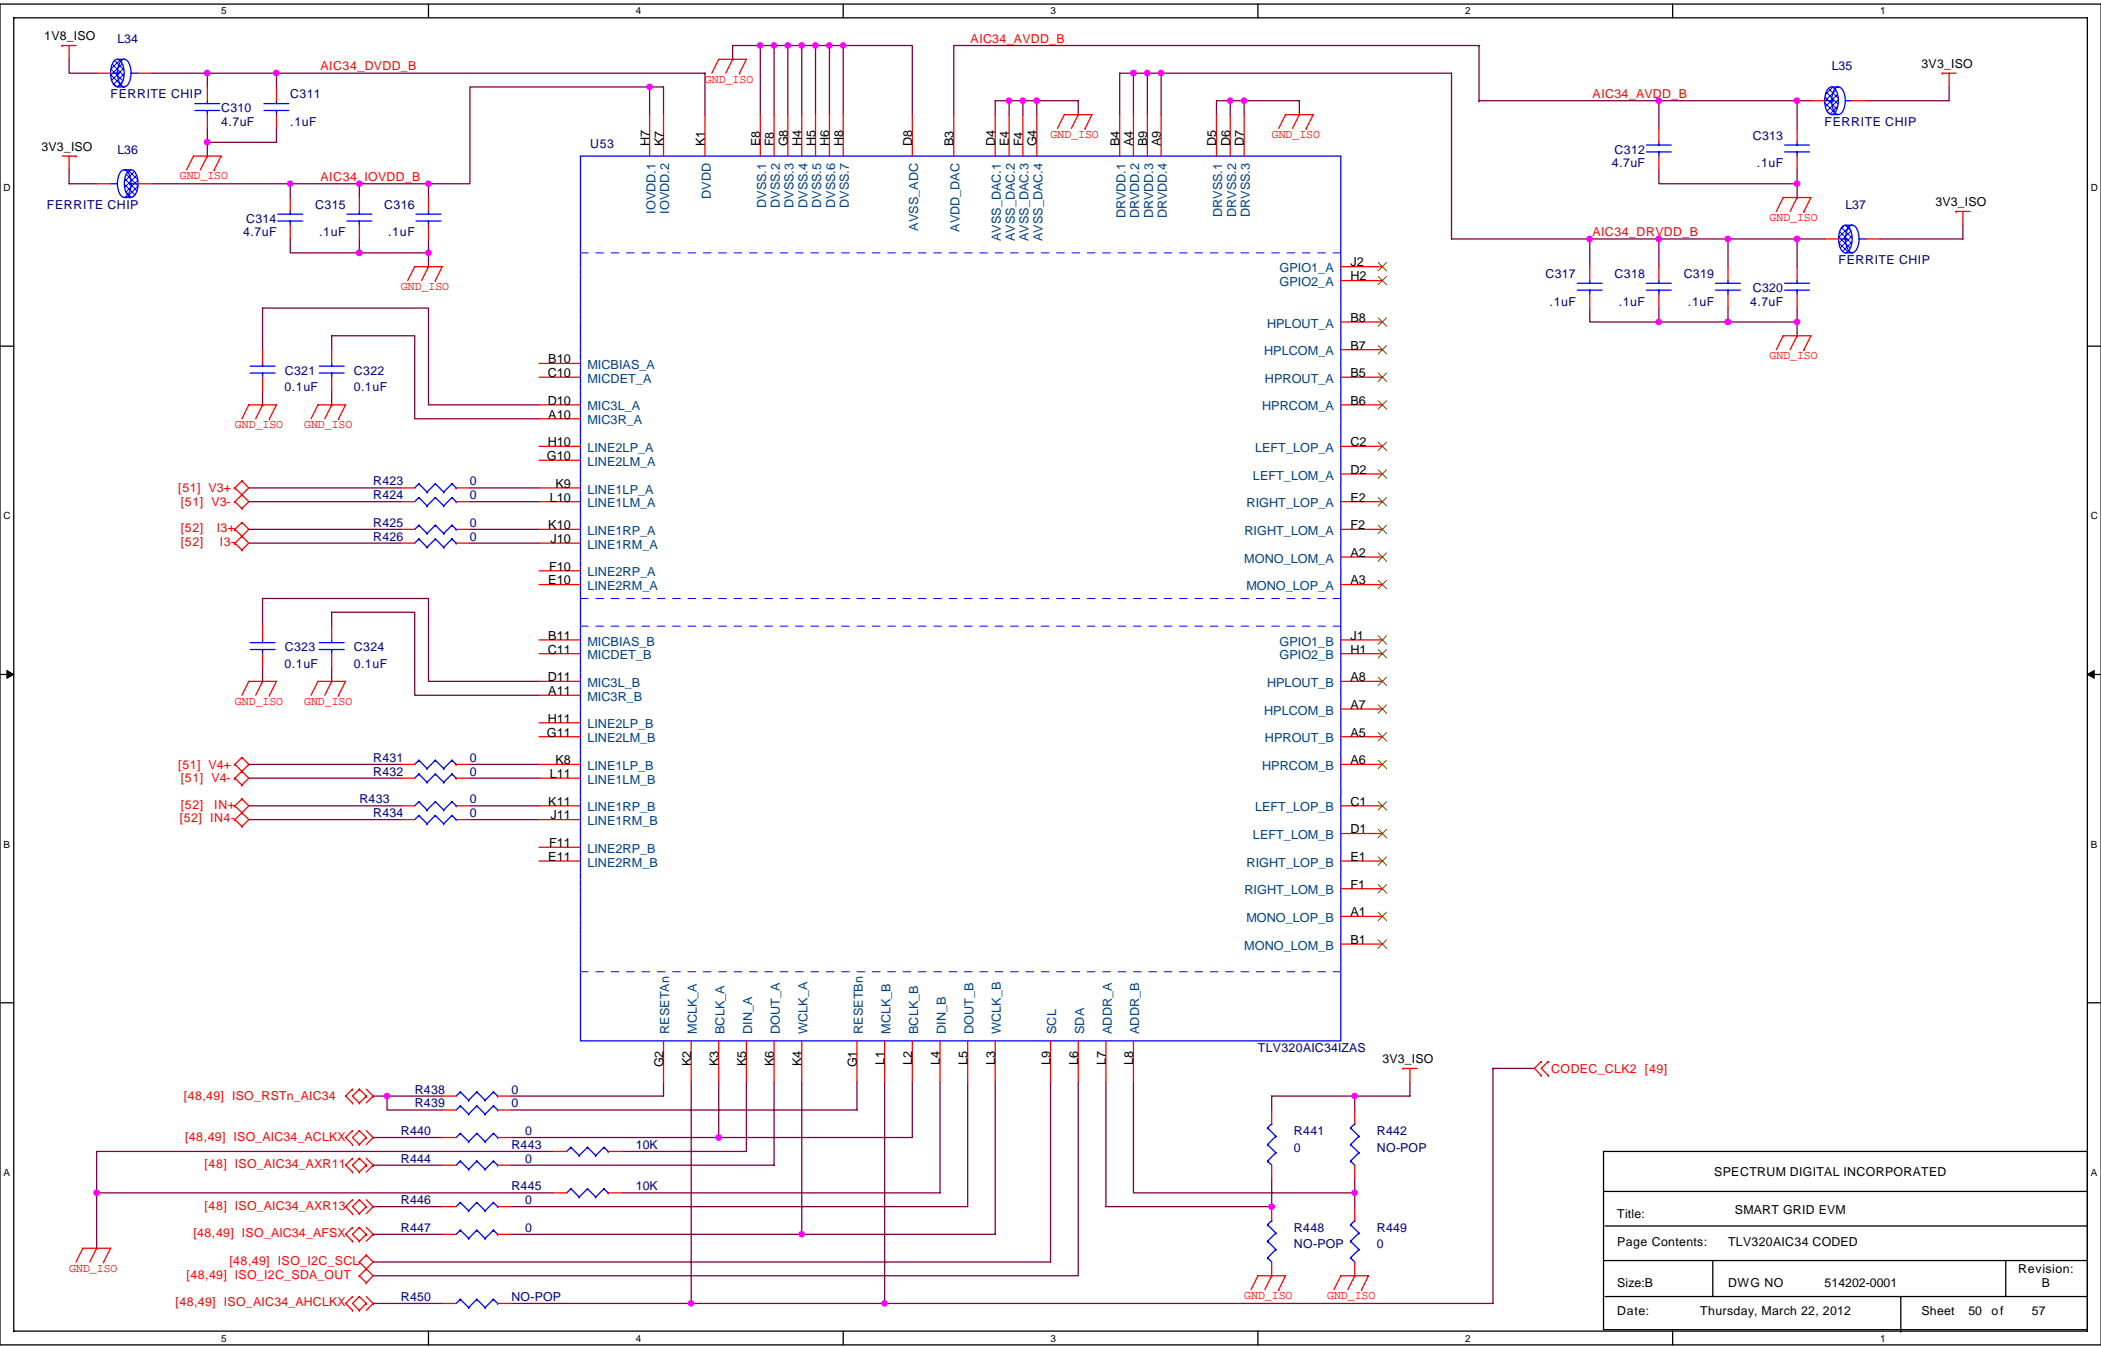 5 4 3 2 1
1V8_ISO
L34
FERRITE CHIP
AIC34_DVDD_B
C310
4.7uF
C311
.1uF
GND_ISO
3V3_ISO
L36
FERRITE CHIP
AIC34_IOVDD_B
C314
4.7uF
C315
.1uF
C316
.1uF
GND_ISO
GND_ISO
AIC34_AVDD_B
GND_ISO
GND_ISO
AIC34_AVDD_B
L35
3V3_ISO
FERRITE CHIP
C312
4.7uF
C313
.1uF
GND_ISO
L37
3V3_ISO
AIC34_DRVDD_B
FERRITE CHIP
C317
.1uF
C318
.1uF
C319
.1uF
C320
4.7uF
GND_ISO
U53
H7 IOVDD.1
K7 IOVDD.2
K1 DVDD
E8 DVSS.1
F8 DVSS.2
G8 DVSS.3
H4 DVSS.4
H5 DVSS.5
H6 DVSS.6
H8 DVSS.7
D8 AVSS_ADC
B3 AVDD_DAC
D4 AVSS_DAC.1
E4 AVSS_DAC.2
F4 AVSS_DAC.3
G4 AVSS_DAC.4
B4 DRVDD.1
A4 DRVDD.2
B9 DRVDD.3
A9 DRVDD.4
D5 DRVSS.1
D6 DRVSS.2
D7 DRVSS.3
D D
C C
B B
A A
C321
0.1uF
C322
0.1uF
GND_ISO GND_ISO
B10 MICBIAS_A
C10 MICDET_A
D10 MIC3L_A
A10 MIC3R_A
H10 LINE2LP_A
G10 LINE2LM_A
[51] V3+ R423 0 K9 LINE1LP_A
[51] V3- R424 0 L10 LINE1LM_A
[52] I3+ R425 0 K10 LINE1RP_A
[52] I3- R426 0 J10 LINE1RM_A
F10 LINE2RP_A
E10 LINE2RM_A
GPIO1_A J2
GPIO2_A H2
HPLOUT_A B8
HPLCOM_A B7
HPROUT_A B5
HPRCOM_A B6
LEFT_LOP_A C2
LEFT_LOM_A D2
RIGHT_LOP_A E2
RIGHT_LOM_A F2
MONO_LOM_A A2
MONO_LOP_A A3
C323
0.1uF
C324
0.1uF
GND_ISO GND_ISO
B11 MICBIAS_B
C11 MICDET_B
D11 MIC3L_B
A11 MIC3R_B
H11 LINE2LP_B
G11 LINE2LM_B
[51] V4+ R431 0 K8 LINE1LP_B
[51] V4- R432 0 L11 LINE1LM_B
[52] IN+ R433 0 K11 LINE1RP_B
[52] IN4- R434 0 J11 LINE1RM_B
F11 LINE2RP_B
E11 LINE2RM_B
GPIO1_B J1
GPIO2_B H1
HPLOUT_B A8
HPLCOM_B A7
HPROUT_B A5
HPRCOM_B A6
LEFT_LOP_B C1
LEFT_LOM_B D1
RIGHT_LOP_B E1
RIGHT_LOM_B F1
MONO_LOP_B A1
MONO_LOM_B B1
RESETAn G2
MCLK_A K2
BCLK_A K3
DIN_A K5
DOUT_A K6
WCLK_A K4
RESETBn G1
MCLK_B L1
BCLK_B L2
DIN_B L4
DOUT_B L5
WCLK_B L3
SCL L9
SDA L6
ADDR_A L7
ADDR_B L8
TLV320AIC34IZAS
3V3_ISO
CODEC_CLK2 [49]
[48,49] ISO_RSTn_AIC34 R438 0
R439 0
[48,49] ISO_AIC34_ACLKX R440 0
R443 10K
[48] ISO_AIC34_AXR11 R444 0
R445 10K
[48] ISO_AIC34_AXR13 R446 0
[48,49] ISO_AIC34_AFSX R447 0
[48,49] ISO_I2C_SCL
[48,49] ISO_I2C_SDA_OUT
[48,49] ISO_AIC34_AHCLKX R450 NO-POP
GND_ISO
R441
0
R442
NO-POP
R448
NO-POP
R449
0
GND_ISO GND_ISO
SPECTRUM DIGITAL INCORPORATED
Title: SMART GRID EVM
Page Contents: TLV320AIC34 CODED
Size:B DWG NO 514202-0001 Revision: B
Date: Thursday, March 22, 2012 Sheet 50 of 57
5 4 3 2 1